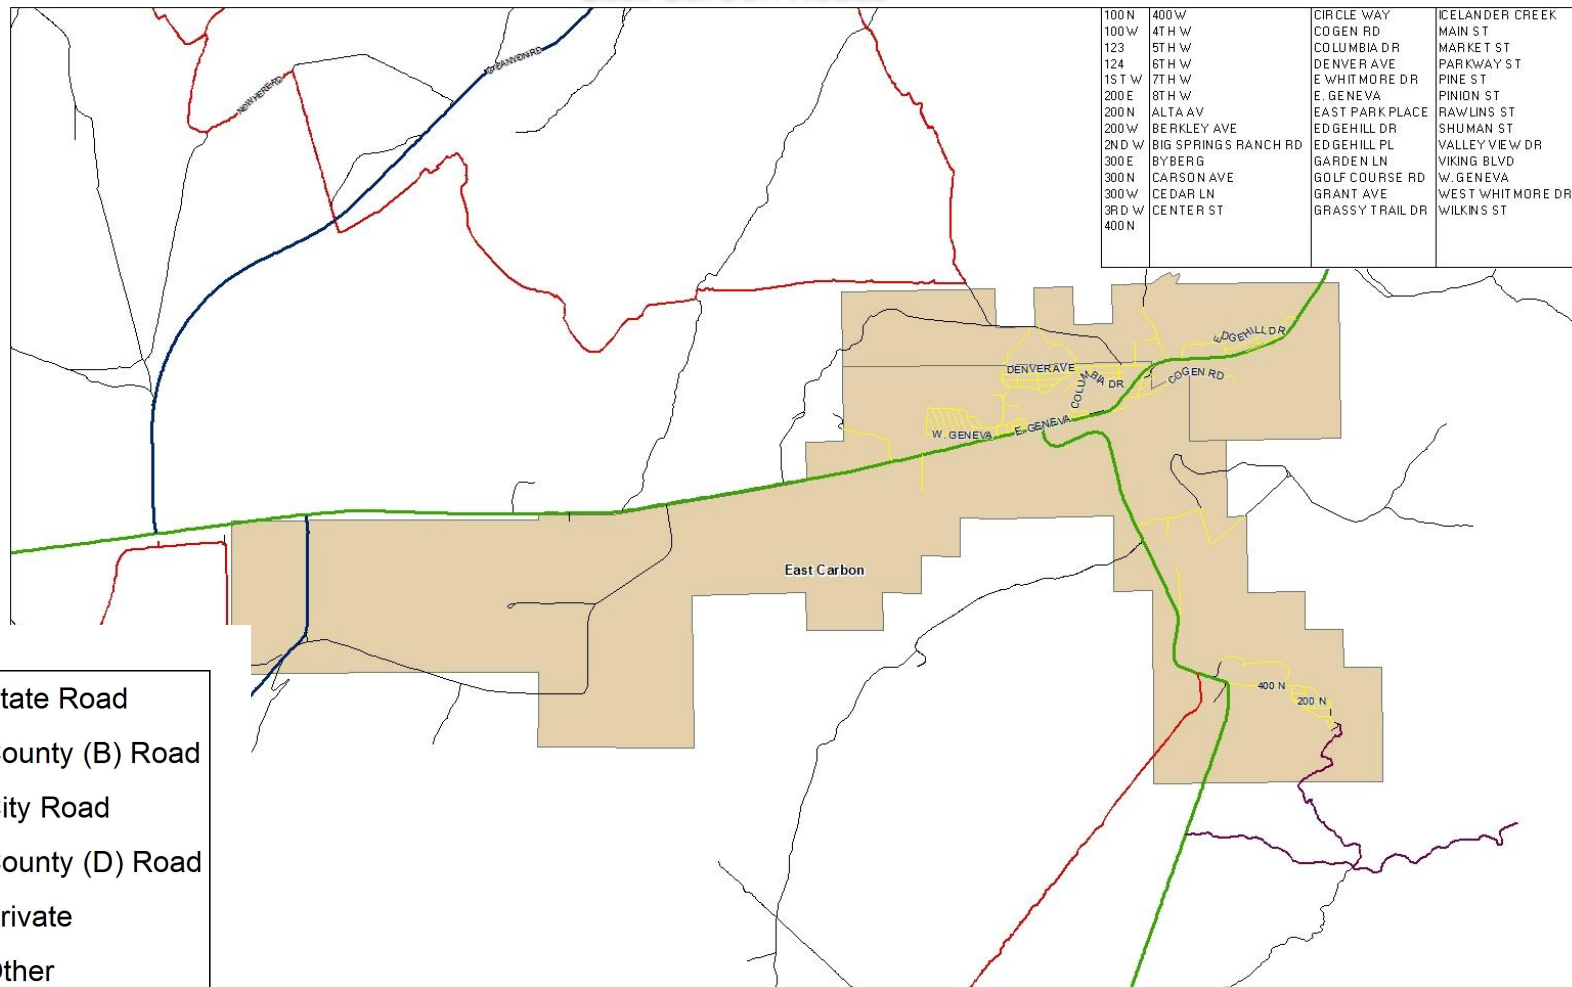 100 N 400 W CIRCLE WAY ICELANDER CREEK
100 W 4TH W COGEN RD MAIN ST
123 5TH W COLUMBIA DR MARKET ST
124 6TH W DENVER AVE PARKWAY ST
1ST W 7TH W E WHITMORE DR PINE ST
200 E 8TH W E. GENEVA PINION ST
200 N ALTA AV EAST PARK PLACE RAWLINS ST
200 W BERKLEY AVE EDGEHILL DR SHUMAN ST
2ND W BIG SPRINGS RANCH RD EDGEHILL PL VALLEY VIEW DR
300 E BYBERG GARDEN LN VIKING BLVD
300 N CARSON AVE GOLF COURSE RD W. GENEVA
300 W CEDAR LN GRANT AVE WEST WHITMORE DR
3RD W CENTER ST GRASSY TRAIL DR WILKINS ST
400 N
CANYON RD
NOWHERE RD
EDGEHILL DR
DENVER AVE
COLUMBIA DR
COGEN RD
W. GENEVA
E. GENEVA
East Carbon
400 N
200 N
tate Road
ounty (B) Road
ity Road
ounty (D) Road
rivate
ther